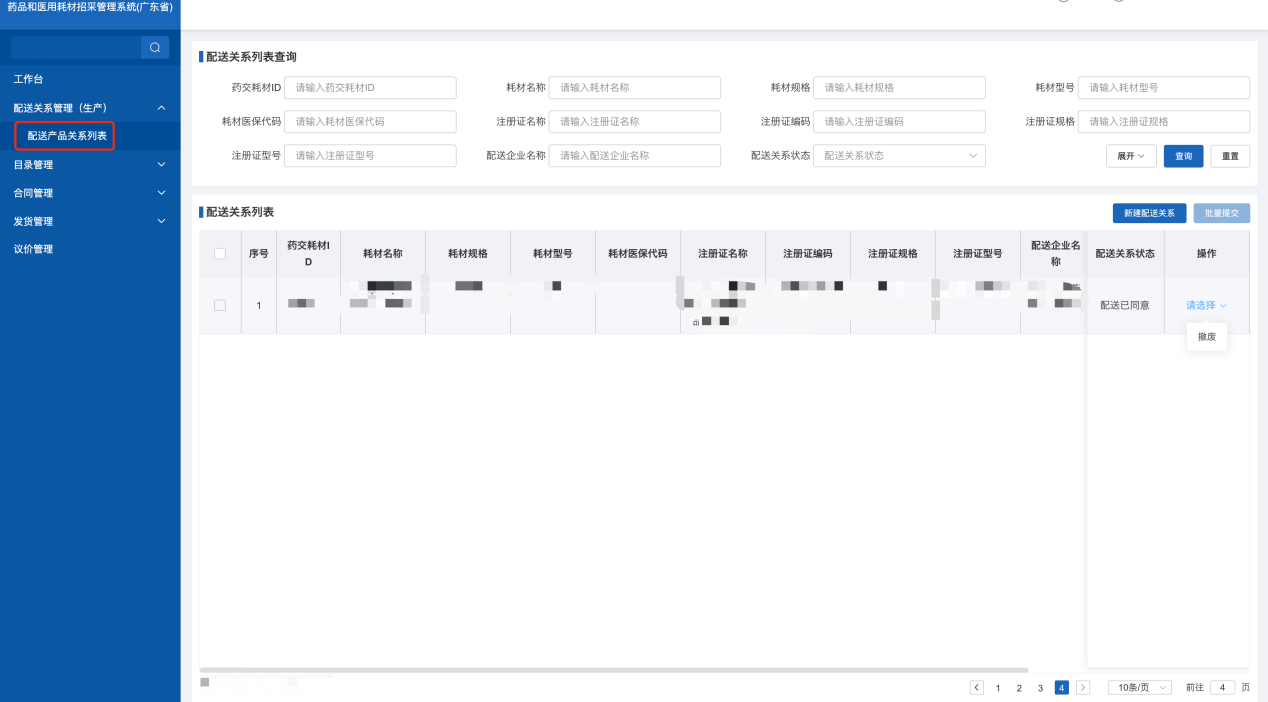 药品和医用耗材招采管理系统(广东省)
工作台
配送关系管理（生产）
配送产品关系列表
目录管理
合同管理
发货管理
议价管理
配送关系列表查询
药交耗材ID 请输入药交耗材ID 耗材名称 请输入耗材名称 耗材规格 请输入耗材规格 耗材型号 请输入耗材型号
耗材医保代码 请输入耗材医保代码 注册证名称 请输入注册证名称 注册证编码 请输入注册证编码 注册证规格 请输入注册证规格
注册证型号 请输入注册证型号 配送企业名称 请输入配送企业名称 配送关系状态 配送关系状态 展开 查询 重置
配送关系列表 新建配送关系 批量提交
序号 药交耗材ID 耗材名称 耗材规格 耗材型号 耗材医保代码 注册证名称 注册证编码 注册证规格 注册证型号 配送企业名称 配送关系状态 操作
1 配送已同意 请选择
撤废
1 2 3 4 10条/页 前往 4 页